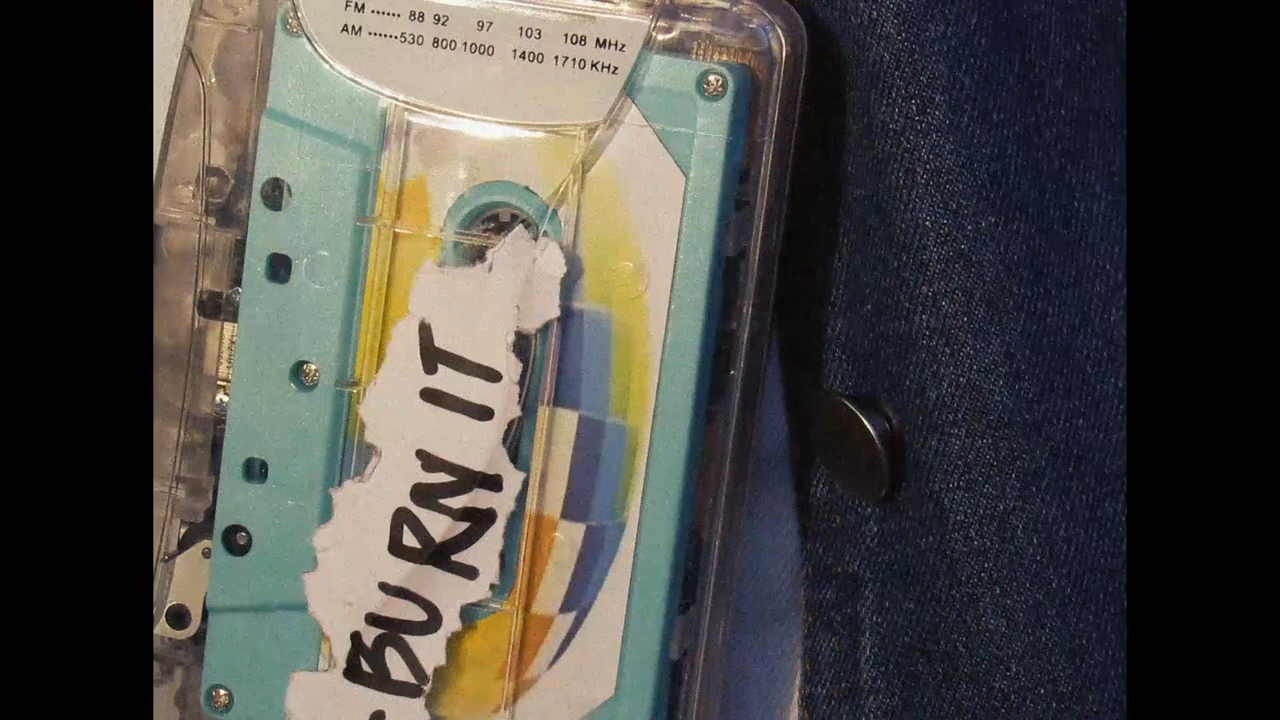 FM ...... 88 92 97 103 108 MHz
AM ......530 800 1000 1400 1710 KHz
BURN IT